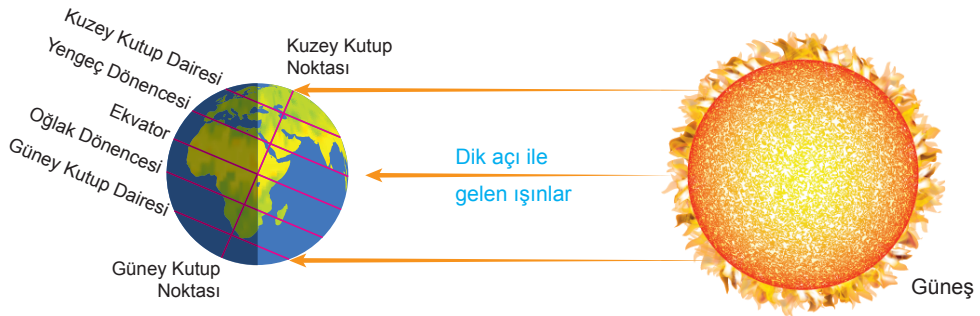 Kuzey Kutup Dairesi
Yengeç Dönencesi
Ekvator
Oğlak Dönencesi
Güney Kutup Dairesi
Kuzey Kutup
Noktası
Dik açı ile
gelen ışınlar
Güney Kutup
Noktası
Güneş